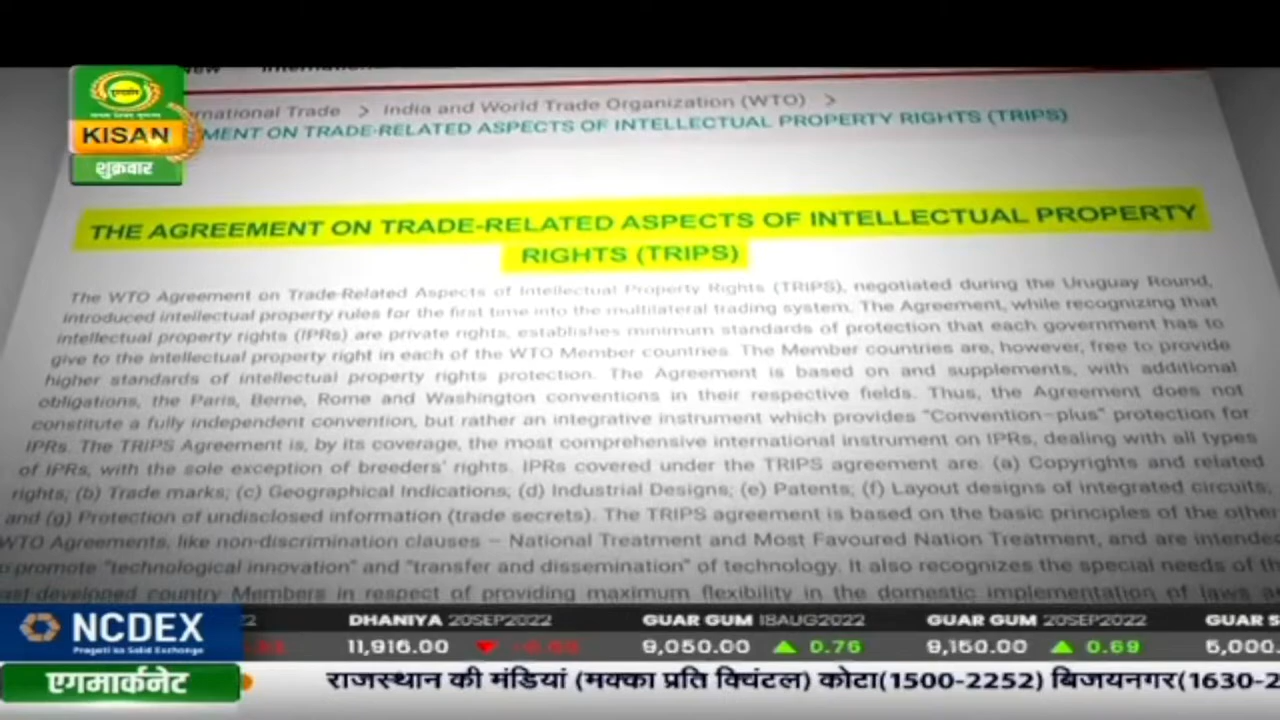 International
rnational Trade > India and World Trade Organization (WTO) >
MENT ON TRADE-RELATED ASPECTS OF INTELLECTUAL PROPERTY RIGHTS (TRIPS)
KISAN
शुक्रवार
THE AGREEMENT ON TRADE-RELATED ASPECTS OF INTELLECTUAL PROPERTY
RIGHTS (TRIPS)
The WTO Agreement on Trade-Related Aspects of Intellectual Property Rights (TRIPS), negotiated during the Uruguay Round,
introduced intellectual property rules for the first time into the multilateral trading system. The Agreement, while recognizing that
intellectual property rights (IPRs) are private rights, establishes minimum standards of protection that each government has to
give to the intellectual property right in each of the WTO Member countries. The Member countries are, however, free to provide
higher standards of intellectual property rights protection. The Agreement is based on and supplements, with additional
obligations, the Paris, Berne, Rome and Washington conventions in their respective fields. Thus, the Agreement does not
constitute a fully independent convention, but rather an integrative instrument which provides “Convention–plus” protection for
IPRs. The TRIPS Agreement is, by its coverage, the most comprehensive international instrument on IPRs, dealing with all types
of IPRs, with the sole exception of breeders’ rights. IPRs covered under the TRIPS agreement are: (a) Copyrights and related
rights; (b) Trade marks; (c) Geographical Indications; (d) Industrial Designs; (e) Patents; (f) Layout designs of integrated circuits;
and (g) Protection of undisclosed information (trade secrets). The TRIPS agreement is based on the basic principles of the other
WTO Agreements, like non-discrimination clauses – National Treatment and Most Favoured Nation Treatment, and are intended
to promote “technological innovation” and “transfer and dissemination” of technology. It also recognizes the special needs of the
ast developed country Members in respect of providing maximum flexibility in the domestic implementation of laws
NCDEX
Pragati ka Solid Exchange
DHANIYA 20SEP2022 GUAR GUM 18AUG2022 GUAR GUM 20SEP2022 GUAR S
11,916.00 ▼ 9,050.00 ▲ 0.76 9,150.00 ▲ 0.69 5,000.
एगमार्कनेट
राजस्थान की मंडियां (मक्का प्रति क्विंटल) कोटा(1500-2252) बिजयनगर(1630-2